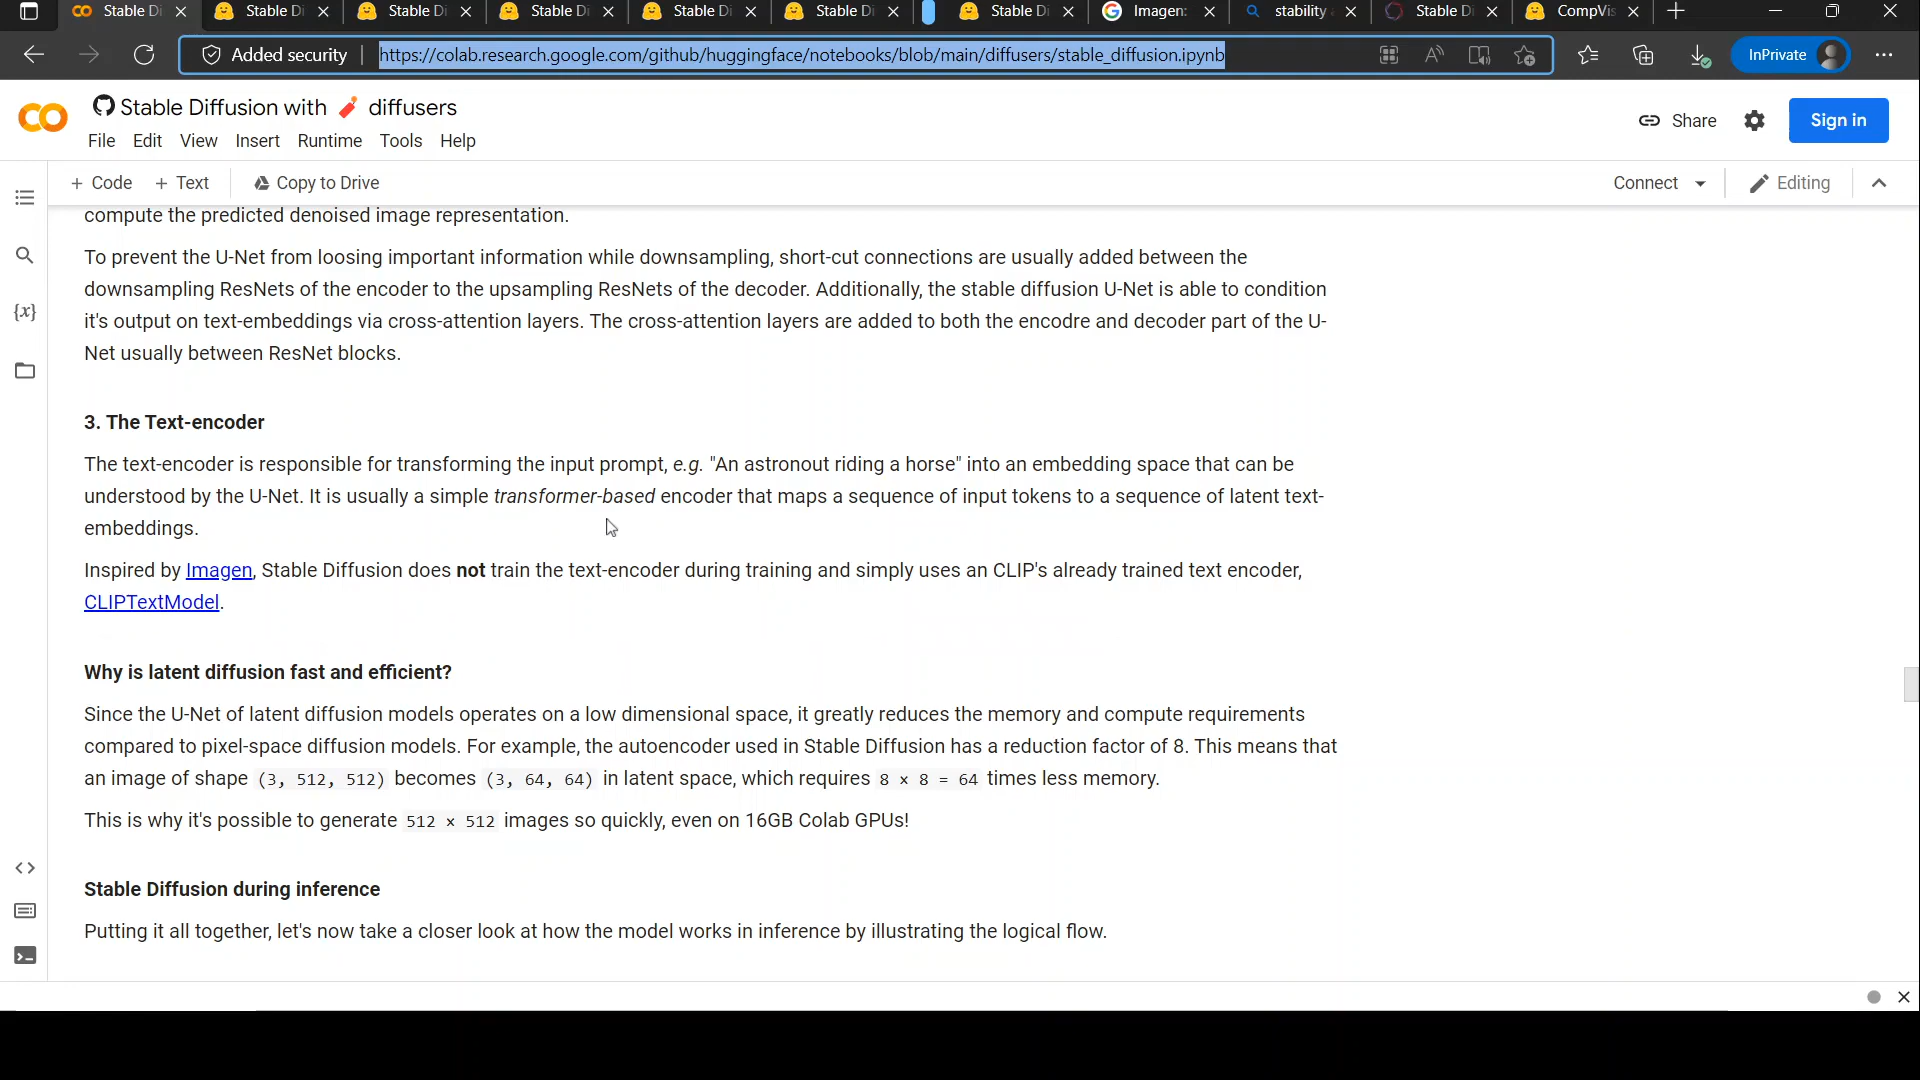 Stable Di
Stable Di
Stable Di
Stable Di
Stable Di
Stable Di
Stable Di
Imagen:
stability
Stable Di
CompVis
Added security
https://colab.research.google.com/github/huggingface/notebooks/blob/main/diffusers/stable_diffusion.ipynb
InPrivate
Stable Diffusion with 🧨 diffusers
File Edit View Insert Runtime Tools Help
Share
Sign in
+ Code + Text Copy to Drive
Connect
Editing
{x}
compute the predicted denoised image representation.
To prevent the U-Net from loosing important information while downsampling, short-cut connections are usually added between the
downsampling ResNets of the encoder to the upsampling ResNets of the decoder. Additionally, the stable diffusion U-Net is able to condition
it's output on text-embeddings via cross-attention layers. The cross-attention layers are added to both the encodre and decoder part of the U-
Net usually between ResNet blocks.
3. The Text-encoder
The text-encoder is responsible for transforming the input prompt, e.g. "An astronout riding a horse" into an embedding space that can be
understood by the U-Net. It is usually a simple transformer-based encoder that maps a sequence of input tokens to a sequence of latent text-
embeddings.
Inspired by Imagen, Stable Diffusion does not train the text-encoder during training and simply uses an CLIP's already trained text encoder,
CLIPTextModel.
Why is latent diffusion fast and efficient?
Since the U-Net of latent diffusion models operates on a low dimensional space, it greatly reduces the memory and compute requirements
compared to pixel-space diffusion models. For example, the autoencoder used in Stable Diffusion has a reduction factor of 8. This means that
an image of shape (3, 512, 512) becomes (3, 64, 64) in latent space, which requires 8 × 8 = 64 times less memory.
This is why it's possible to generate 512 × 512 images so quickly, even on 16GB Colab GPUs!
Stable Diffusion during inference
Putting it all together, let's now take a closer look at how the model works in inference by illustrating the logical flow.